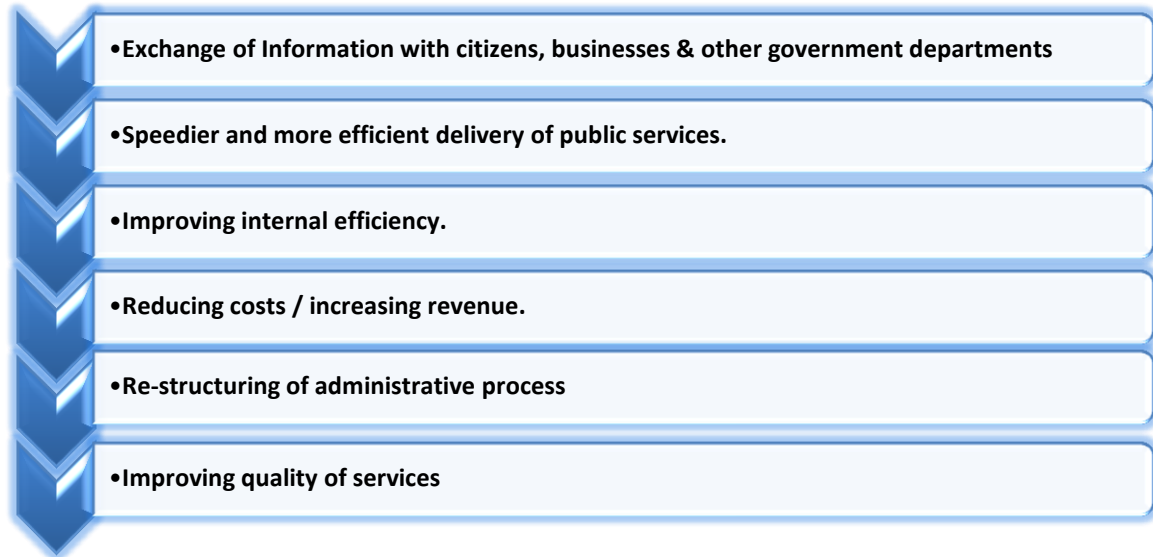 •Exchange of Information with citizens, businesses & other government departments
•Speedier and more efficient delivery of public services.
•Improving internal efficiency.
•Reducing costs / increasing revenue.
•Re-structuring of administrative process
•Improving quality of services